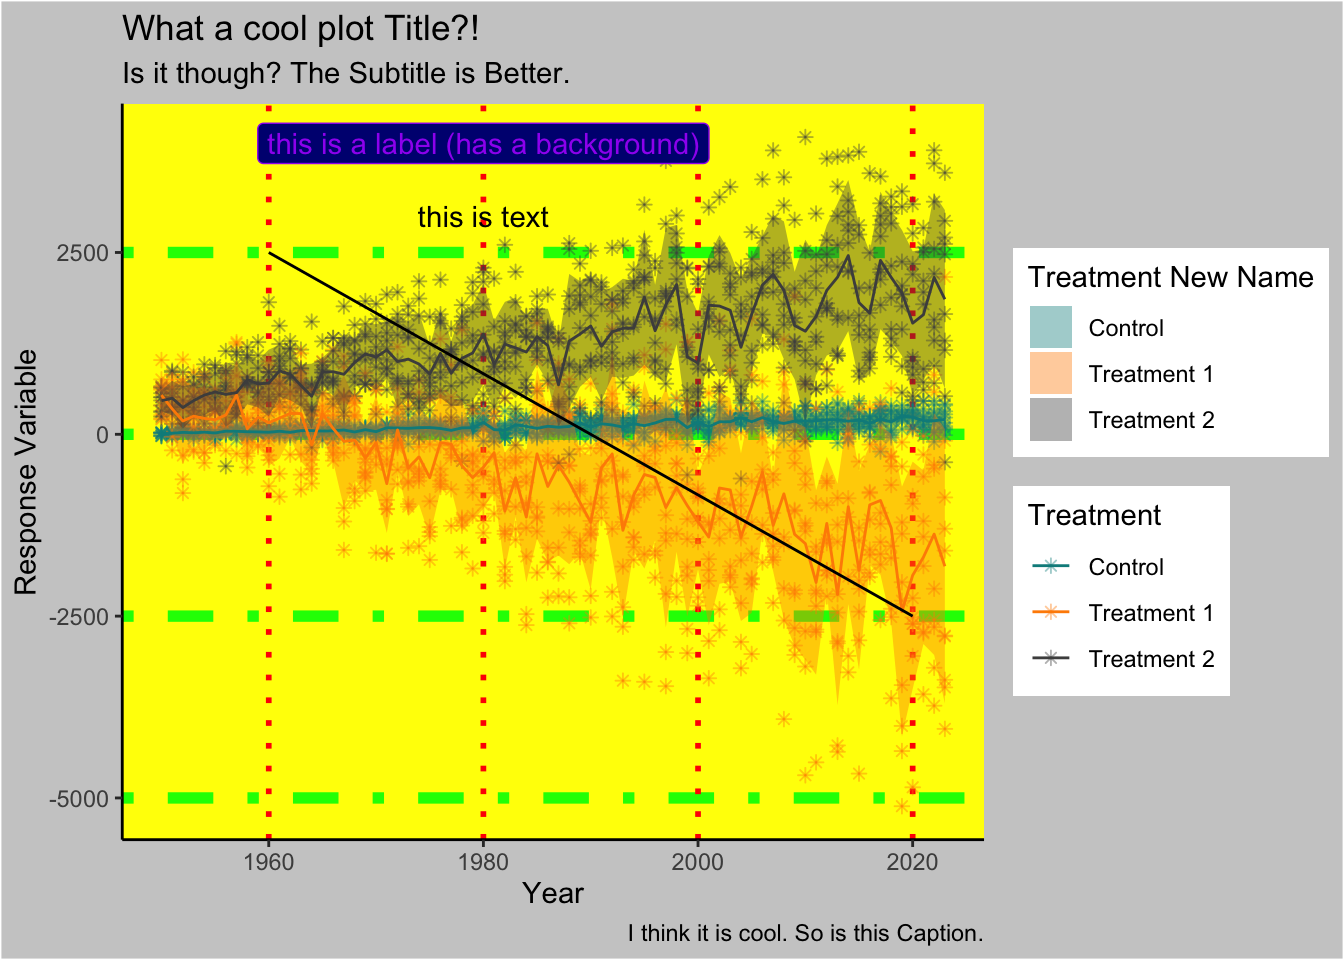 What a cool plot Title?!
Is it though? The Subtitle is Better.
this is a label (has a background)
this is text
Response Variable
2500
0
-2500
-5000
1960
1980
2000
2020
Year
I think it is cool. So is this Caption.
Treatment New Name
Control
Treatment 1
Treatment 2
Treatment
Control
Treatment 1
Treatment 2